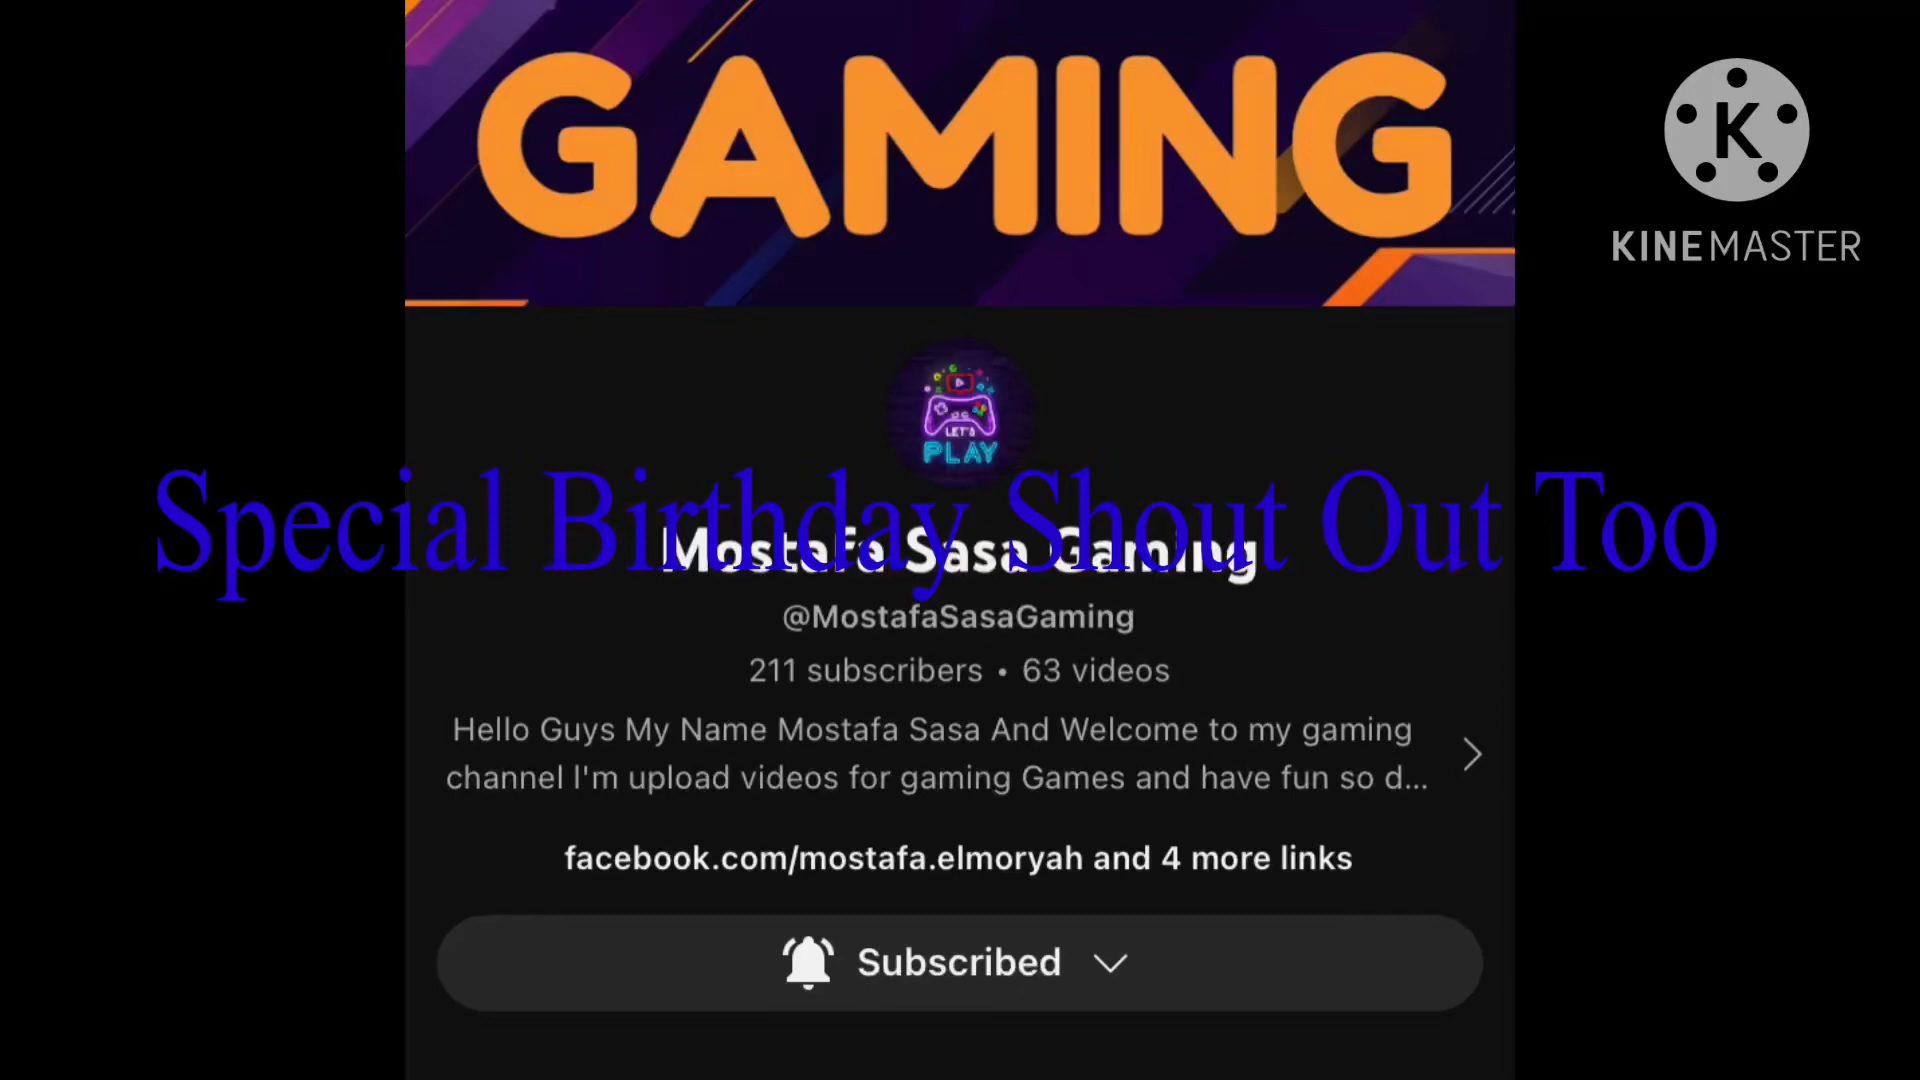 GAMING
K
KINEMASTER
LET'S
PLAY
Special Birthday Shout Out Too
Mostafa Sasa Gaming
@MostafaSasaGaming
211 subscribers • 63 videos
Hello Guys My Name Mostafa Sasa And Welcome to my gaming
channel I'm upload videos for gaming Games and have fun so d...
facebook.com/mostafa.elmoryah and 4 more links
Subscribed